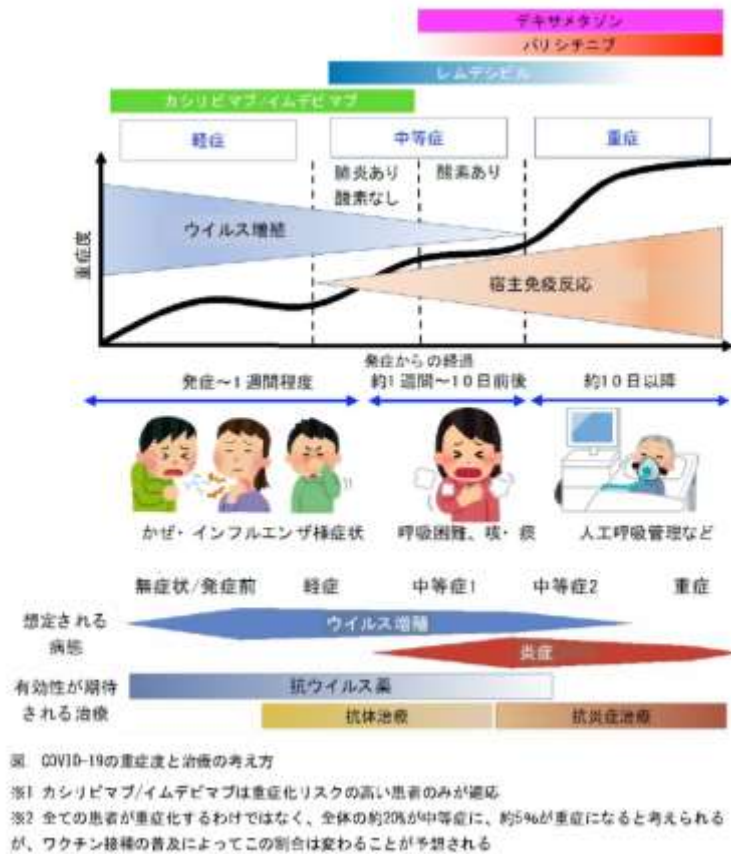 デキサメタゾン
バリシチニブ
レムデシビル
カシリビマブ/イムデビマブ
軽症
中等症
重症
肺炎あり
酸素なし
酸素あり
ウイルス増殖
宿主免疫反応
重症度
発症からの経過
発症～1週間程度
約1週間～10日前後
約10日以降
かぜ・インフルエンザ様症状
呼吸困難、咳・痰
人工呼吸管理など
無症状/発症前
軽症
中等症1
中等症2
重症
想定される
病態
ウイルス増殖
炎症
有効性が期待
される治療
抗ウイルス薬
抗体治療
抗炎症治療
図 COVID-19の重症度と治療の考え方
※1 カシリビマブ/イムデビマブは重症化リスクの高い患者のみが適応
※2 全ての患者が重症化するわけではなく、全体の約20%が中等症に、約5%が重症になると考えられる
が、ワクチン接種の普及によってこの割合は変わることが予想される